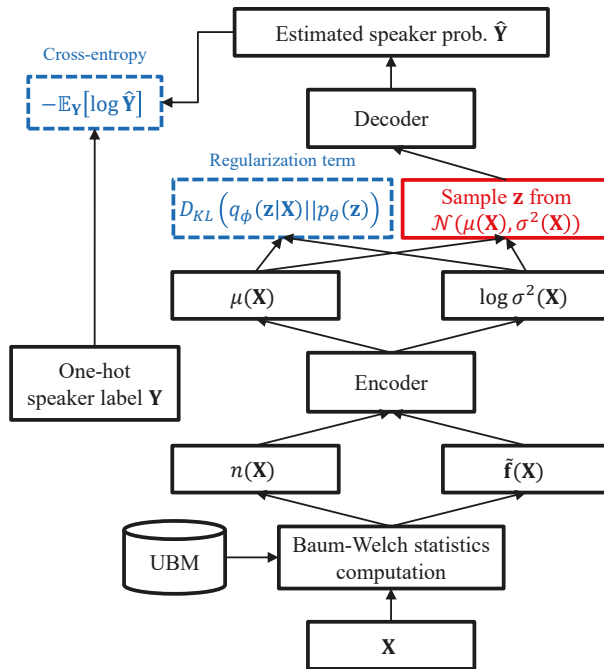 Estimated speaker prob. Ŷ
Cross-entropy
−𝔼_Y[log Ŷ]
Decoder
Regularization term
D_KL(q_ϕ(z|X)||p_θ(z))
Sample z from
𝒩(μ(X), σ²(X))
μ(X)
log σ²(X)
One-hot
speaker label Y
Encoder
n(X)
f̃(X)
UBM
Baum-Welch statistics
computation
X